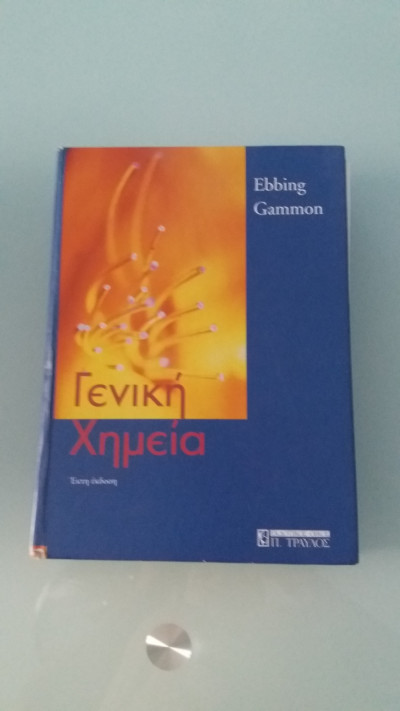 Ebbing
Gammon
Γενική
Χημεία
Έκτη έκδοση
Π. ΤΡΑΥΛΟΣ